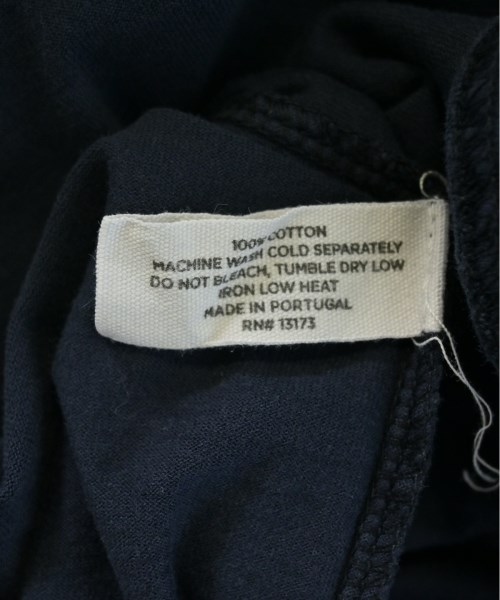 100% COTTON
MACHINE WASH COLD SEPARATELY
DO NOT BLEACH, TUMBLE DRY LOW
IRON LOW HEAT
MADE IN PORTUGAL
RN# 13173